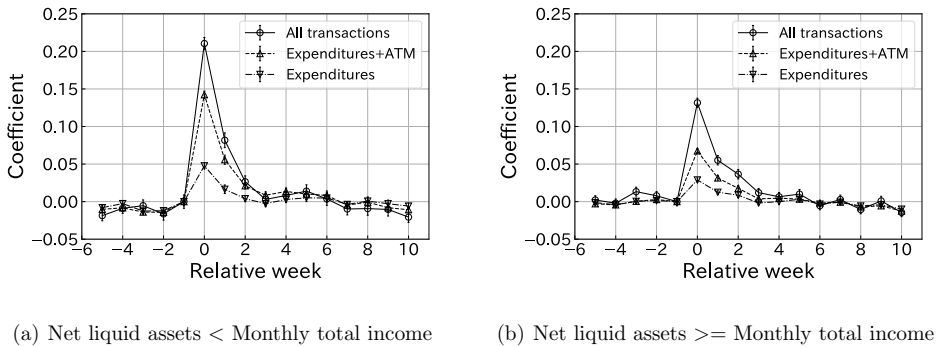 0.25
0.20
0.15
0.10
0.05
0.00
−0.05
Coefficient
−6 −4 −2 0 2 4 6 8 10
Relative week
All transactions
Expenditures+ATM
Expenditures
(a) Net liquid assets < Monthly total income
0.25
0.20
0.15
0.10
0.05
0.00
−0.05
Coefficient
−6 −4 −2 0 2 4 6 8 10
Relative week
All transactions
Expenditures+ATM
Expenditures
(b) Net liquid assets >= Monthly total income